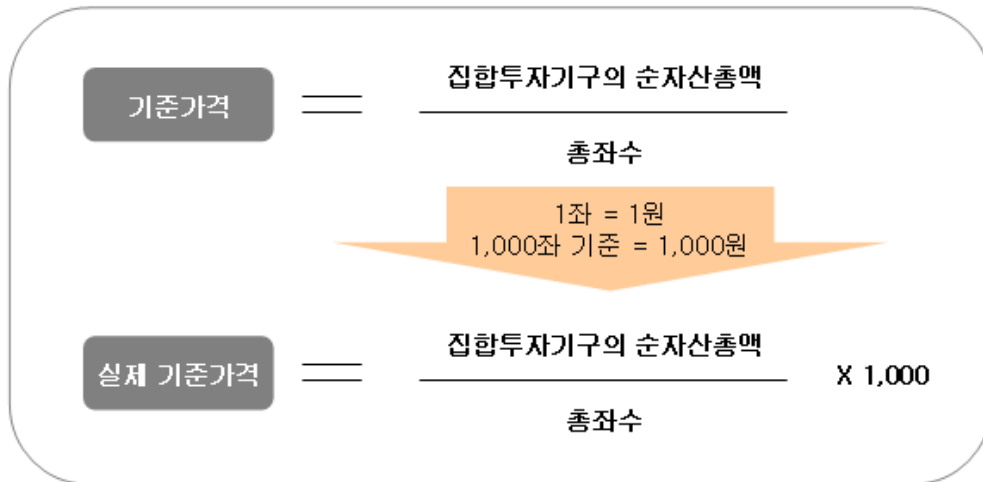 집합투자기구의 순자산총액
기준가격
총좌수
1좌 = 1원
1,000좌 기준 = 1,000원
집합투자기구의 순자산총액
실제 기준가격
X 1,000
총좌수